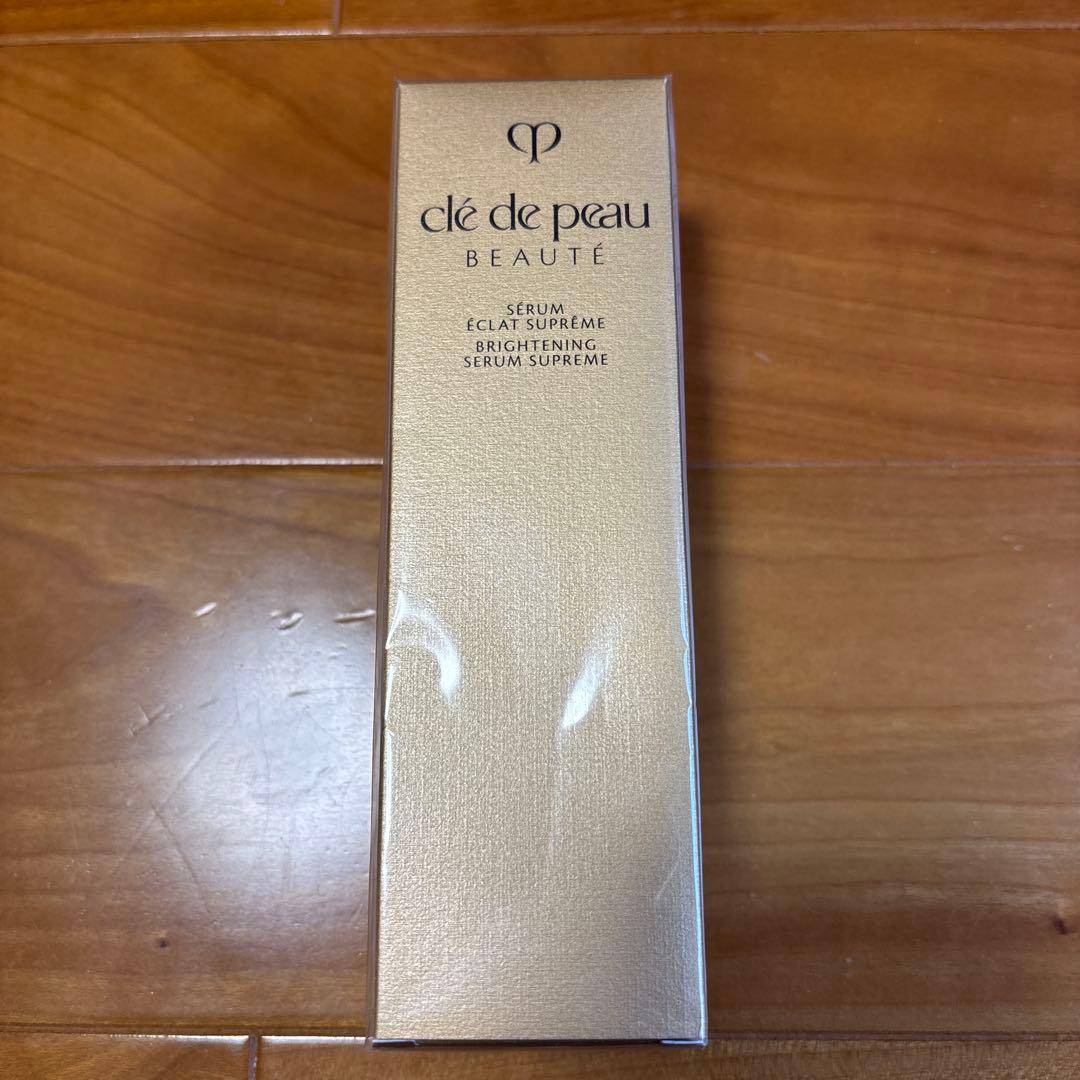 clé de peau
BEAUTÉ
SÉRUM
ÉCLAT SUPRÊME
BRIGHTENING
SERUM SUPREME